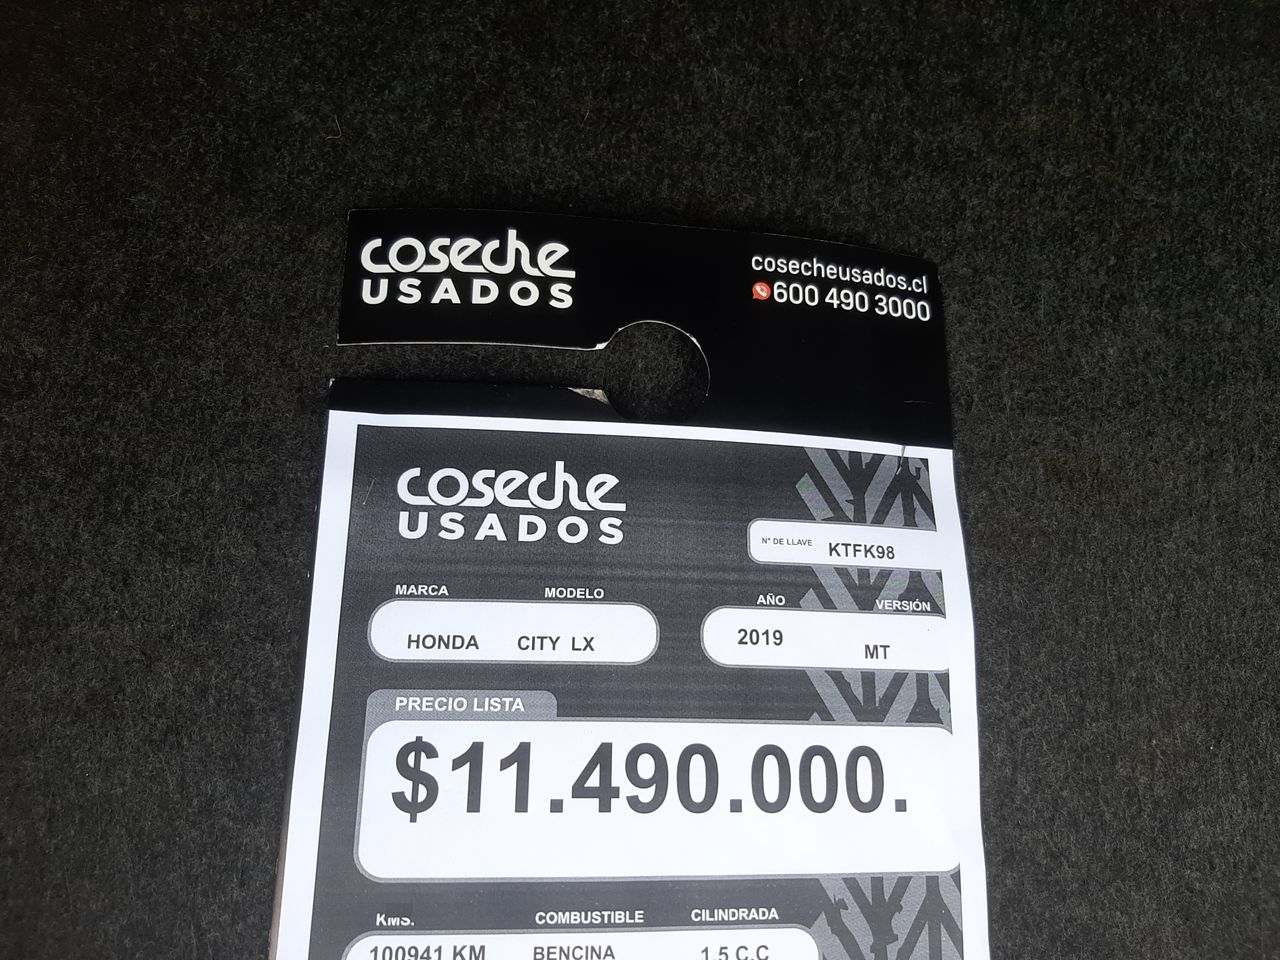 coseche
USADOS
cosecheusados.cl
600 490 3000
coseche
USADOS
N° DE LLAVE KTFK98
MARCA MODELO
HONDA CITY LX
AÑO VERSIÓN
2019 MT
PRECIO LISTA
$11.490.000.
KMS. COMBUSTIBLE CILINDRADA
100941 KM BENCINA 1.5 C.C